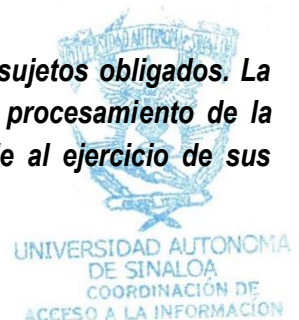 sujetos obligados. La
procesamiento de la
e al ejercicio de sus
UNIVERSIDAD AUTONOMA
DE SINALOA
COORDINACIÓN DE
ACCESO A LA INFORMACIÓN